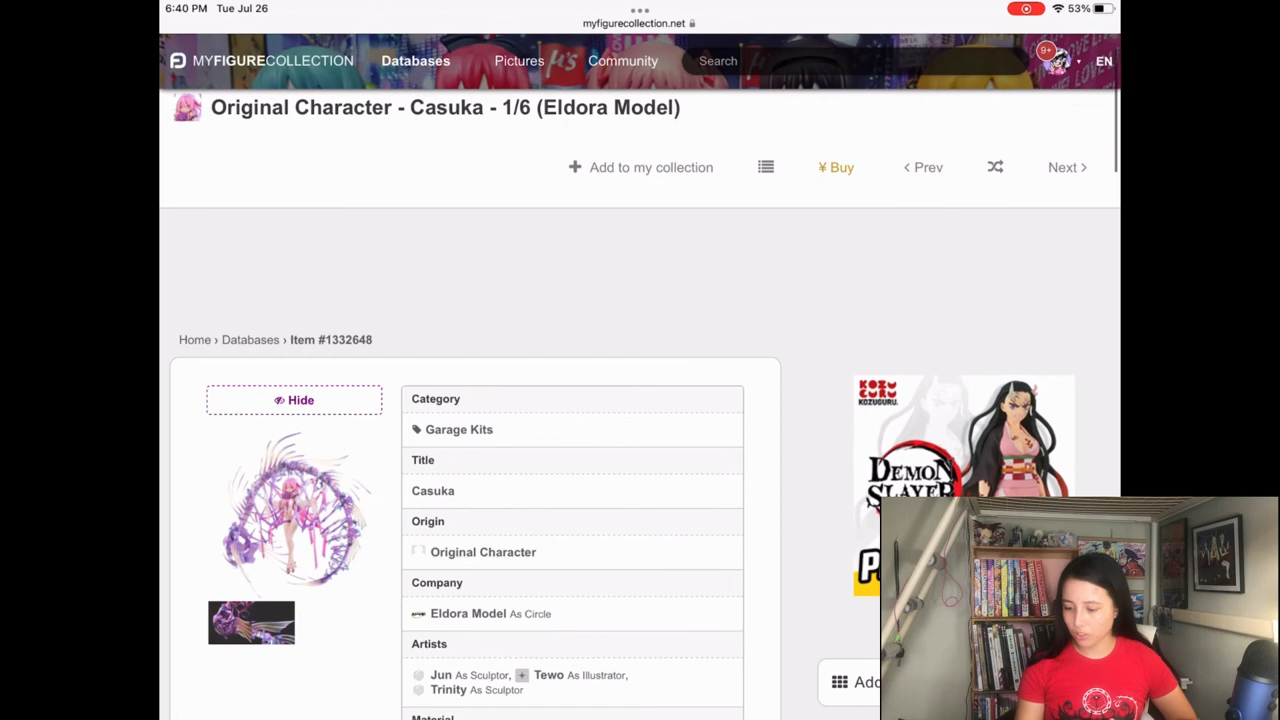 6:40 PM Tue Jul 26
53%
myfigurecollection.net
MYFIGURECOLLECTION
Databases
Pictures
Community
Search
9+
EN
Original Character - Casuka - 1/6 (Eldora Model)
Add to my collection
¥ Buy
< Prev
Next >
Home › Databases › Item #1332648
Hide
Category
Garage Kits
Title
Casuka
Origin
Original Character
Company
Eldora Model As Circle
Artists
Jun As Sculptor, Tewo As Illustrator,
Trinity As Sculptor
KOZUGURU
DEMON
SLAYER